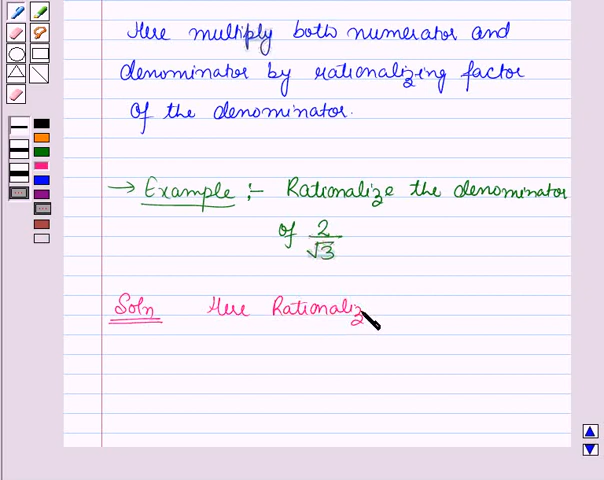 Here multiply both numerator and
denominator by rationalizing factor
of the denominator.
→ Example :- Rationalize the denominator
of 2/√3
Soln Here Rationaliz